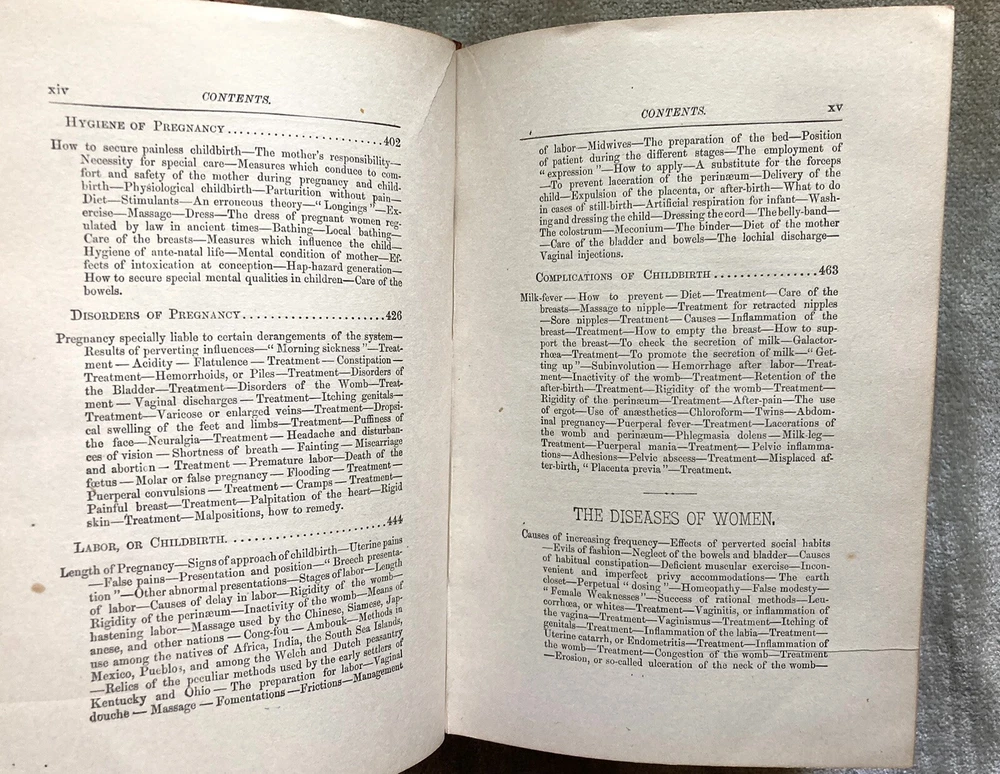 xiv
CONTENTS.
HYGIENE OF PREGNANCY......................402
How to secure painless childbirth—The mother's responsibility—
Necessity for special care—Measures which conduce to com-
fort and safety of the mother during pregnancy and child-
birth—Physiological childbirth—Parturition without pain—
Diet—Stimulants—An erroneous theory—"Longings"—Ex-
ercise—Massage—Dress—The dress of pregnant women reg-
ulated by law in ancient times—Bathing—Local bathing—
Care of the breasts—Measures which influence the child—
Hygiene of ante-natal life—Mental condition of mother—Ef-
fects of intoxication at conception—Hap-hazard generation—
How to secure special mental qualities in children—Care of the
bowels.
DISORDERS OF PREGNANCY......................426
Pregnancy specially liable to certain derangements of the system—
Results of perverting influences—"Morning sickness"—Treat-
ment—Acidity—Flatulence—Treatment—Constipation—
Treatment—Hemorrhoids, or Piles—Treatment—Disorders of
the Bladder—Treatment—Disorders of the Womb—Treat-
ment—Vaginal discharges—Treatment—Itching genitals—
Treatment—Varicose or enlarged veins—Treatment—Dropsi-
cal swelling of the feet and limbs—Treatment—Puffiness of
the face—Neuralgia—Treatment—Headache and disturban-
ces of vision—Shortness of breath—Fainting—Miscarriage
and abortion—Treatment—Premature labor—Death of the
fœtus—Molar or false pregnancy—Flooding—Treatment—
Puerperal convulsions—Treatment—Cramps—Treatment—
Painful breast—Treatment—Palpitation of the heart—Rigid
skin—Treatment—Malpositions, how to remedy.
LABOR, OR CHILDBIRTH......................444
Length of Pregnancy—Signs of approach of childbirth—Uterine pains
—False pains—Presentation and position—"Breech presenta-
tion"—Other abnormal presentations—Stages of labor—Length
of labor—Causes of delay in labor—Rigidity of the womb—
Rigidity of the perinæum—Inactivity of the womb—Means of
hastening labor—Massage used by the Chinese, Siamese, Jap-
anese, and other nations—Cong-fou—Ambouk—Methods in
use among the natives of Africa, India, the South Sea Islands,
Mexico, Pueblos, and among the Welch and Dutch peasantry
—Relics of the peculiar methods used by the early settlers of
Kentucky and Ohio—The preparation for labor—Vaginal
douche—Massage—Fomentations—Frictions—Management
CONTENTS.
xv
of labor—Midwives—The preparation of the bed—Position
of patient during the different stages—The employment of
"expression"—How to apply—A substitute for the forceps
—To prevent laceration of the perinæum—Delivery of the
child—Expulsion of the placenta, or after-birth—What to do
in cases of still-birth—Artificial respiration for infant—Wash-
ing and dressing the child—Dressing the cord—The belly-band—
The colostrum—Meconium—The binder—Diet of the mother
—Care of the bladder and bowels—The lochial discharge—
Vaginal injections.
COMPLICATIONS OF CHILDBIRTH................463
Milk-fever—How to prevent—Diet—Treatment—Care of the
breasts—Massage to nipple—Treatment for retracted nipples
—Sore nipples—Treatment—Causes—Inflammation of the
breast—Treatment—How to empty the breast—How to sup-
port the breast—To check the secretion of milk—Galactor-
rhœa—Treatment—To promote the secretion of milk—"Get-
ting up"—Subinvolution—Hemorrhage after labor—Treat-
ment—Inactivity of the womb—Treatment—Retention of the
after-birth—Treatment—Rigidity of the womb—Treatment—
Rigidity of the perinæum—Treatment—After-pain—The use
of ergot—Use of anæsthetics—Chloroform—Twins—Abdom-
inal pregnancy—Puerperal fever—Treatment—Lacerations of
the womb and perinæum—Phlegmasia dolens—Milk-leg—
Treatment—Puerperal mania—Treatment—Pelvic inflamma-
tions—Adhesions—Pelvic abscess—Treatment—Misplaced af-
ter-birth, "Placenta previa"—Treatment.
THE DISEASES OF WOMEN.
Causes of increasing frequency—Effects of perverted social habits
—Evils of fashion—Neglect of the bowels and bladder—Causes
of habitual constipation—Deficient muscular exercise—Incon-
venient and imperfect privy accommodations—The earth
closet—Perpetual "dosing"—Homeopathy—False modesty—
"Female Weaknesses"—Success of rational methods—Leu-
corrhœa, or whites—Treatment—Vaginitis, or inflammation of
the vagina—Treatment—Vaginismus—Treatment—Itching of
genitals—Treatment—Inflammation of the labia—Treatment—
Uterine catarrh, or Endometritis—Treatment—Inflammation of
the womb—Treatment—Congestion of the womb—Treatment
—Erosion, or so-called ulceration of the neck of the womb—